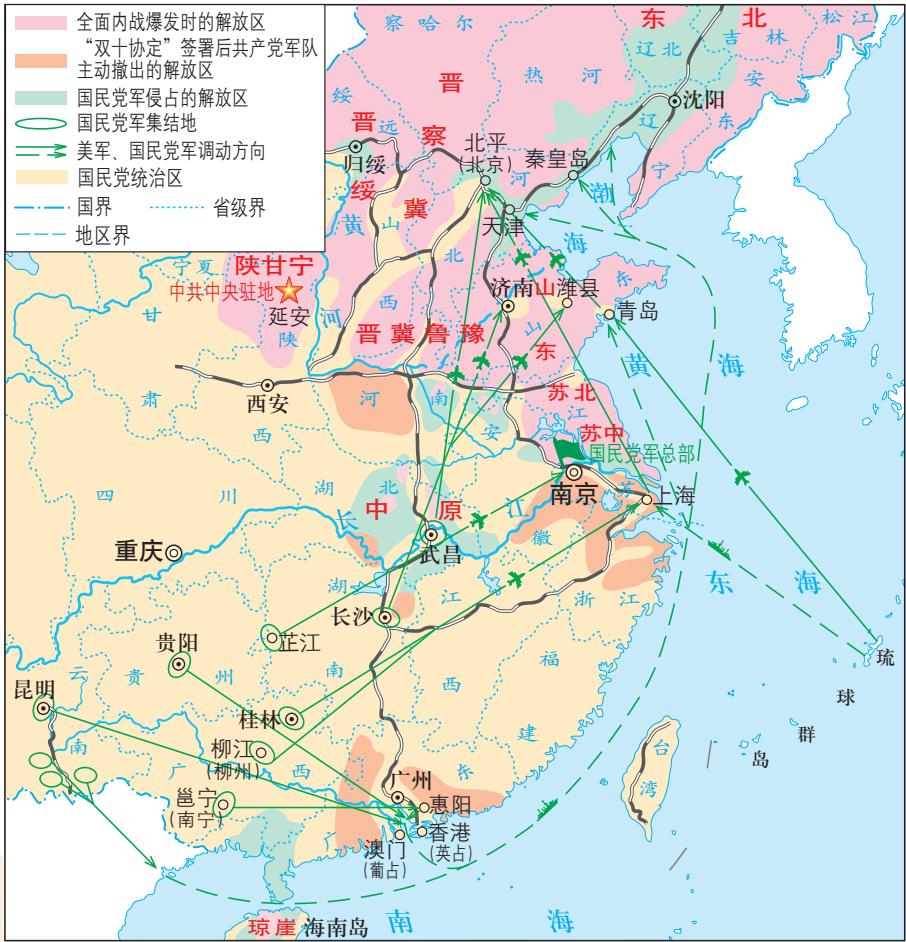 全面内战爆发时的解放区
“双十协定”签署后共产党军队
主动撤出的解放区
国民党军侵占的解放区
国民党军集结地
美军、国民党军调动方向
国民党统治区
国界
省级界
地区界
察哈尔
东北
松江
辽北
吉林
热河
安东
晋
绥远
晋
察
北平
(北京)
秦皇岛
沈阳
辽宁
归绥
绥
冀
河北
天津
渤海
黄河
山西
宁夏
陕甘宁
中共中央驻地
延安
陕西
甘肃
济南
山东
潍县
山东
青岛
黄海
晋冀鲁豫
西安
河南
苏北
江苏
苏中
安徽
国民党军总部
南京
上海
四川
湖北
中原
长江
武昌
重庆
东海
湖南
长沙
江西
浙江
芷江
贵阳
贵州
云南
昆明
福建
琉球群岛
桂林
柳江
(柳州)
广西
邕宁
(南宁)
广东
广州
惠阳
香港
(英占)
澳门
(葡占)
台湾
琼崖
海南岛
南海